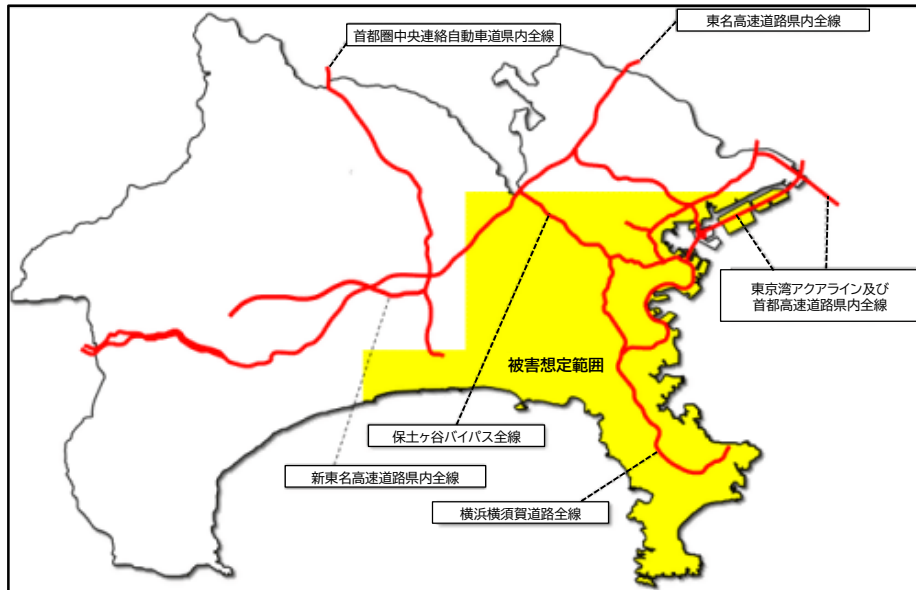 首都圏中央連絡自動車道県内全線
東名高速道路県内全線
東京湾アクアライン及び
首都高速道路県内全線
被害想定範囲
保土ヶ谷バイパス全線
新東名高速道路県内全線
横浜横須賀道路全線